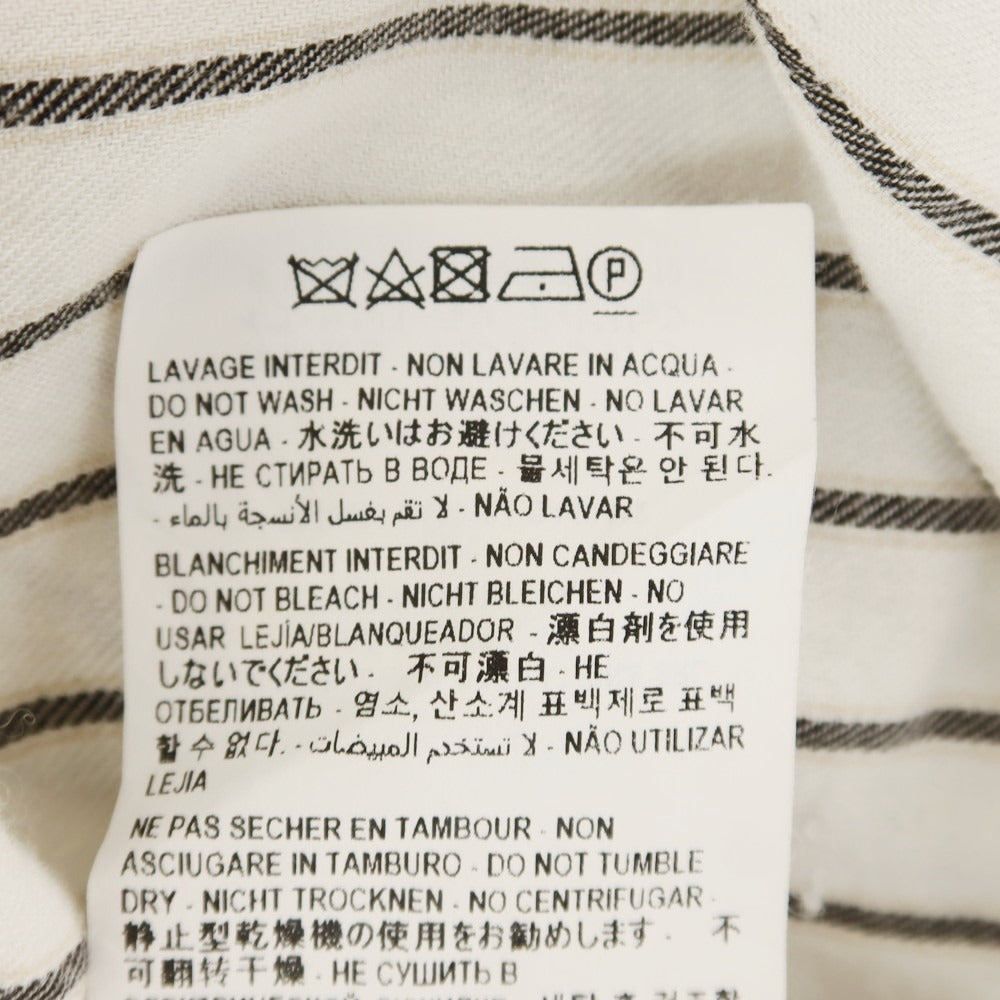 P
LAVAGE INTERDIT - NON LAVARE IN ACQUA -
DO NOT WASH - NICHT WASCHEN - NO LAVAR
EN AGUA - 水洗いはお避けください - 不可水
洗 - НЕ СТИРАТЬ В ВОДЕ - 물세탁은 안 된다.
- لا تقم بغسل الأنسجة بالماء - NÃO LAVAR
BLANCHIMENT INTERDIT - NON CANDEGGIARE
- DO NOT BLEACH - NICHT BLEICHEN - NO
USAR LEJÍA/BLANQUEADOR - 漂白剤を使用
しないでください. 不可漂白 - НЕ
ОТБЕЛИВАТЬ - 염소, 산소계 표백제로 표백
할 수 없다. - لا تستخدم المبيضات - NÃO UTILIZAR
LEJIA
NE PAS SECHER EN TAMBOUR - NON
ASCIUGARE IN TAMBURO - DO NOT TUMBLE
DRY - NICHT TROCKNEN - NO CENTRIFUGAR -
静止型乾燥機の使用をお勧めします. 不
可翻转干燥 - НЕ СУШИТЬ В